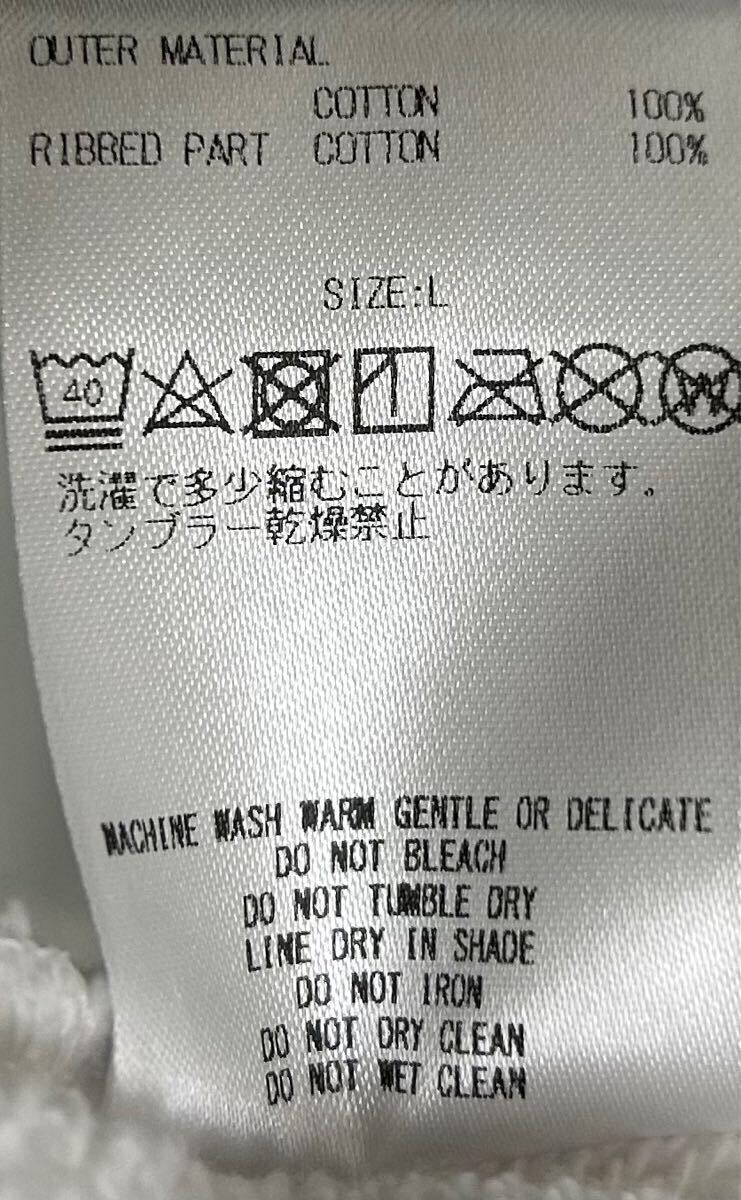 OUTER MATERIAL
COTTON 100%
RIBBED PART COTTON 100%
SIZE:L
40
W
洗濯で多少縮むことがあります。
タンブラー乾燥禁止
MACHINE WASH WARM GENTLE OR DELICATE
DO NOT BLEACH
DO NOT TUMBLE DRY
LINE DRY IN SHADE
DO NOT IRON
DO NOT DRY CLEAN
DO NOT WET CLEAN